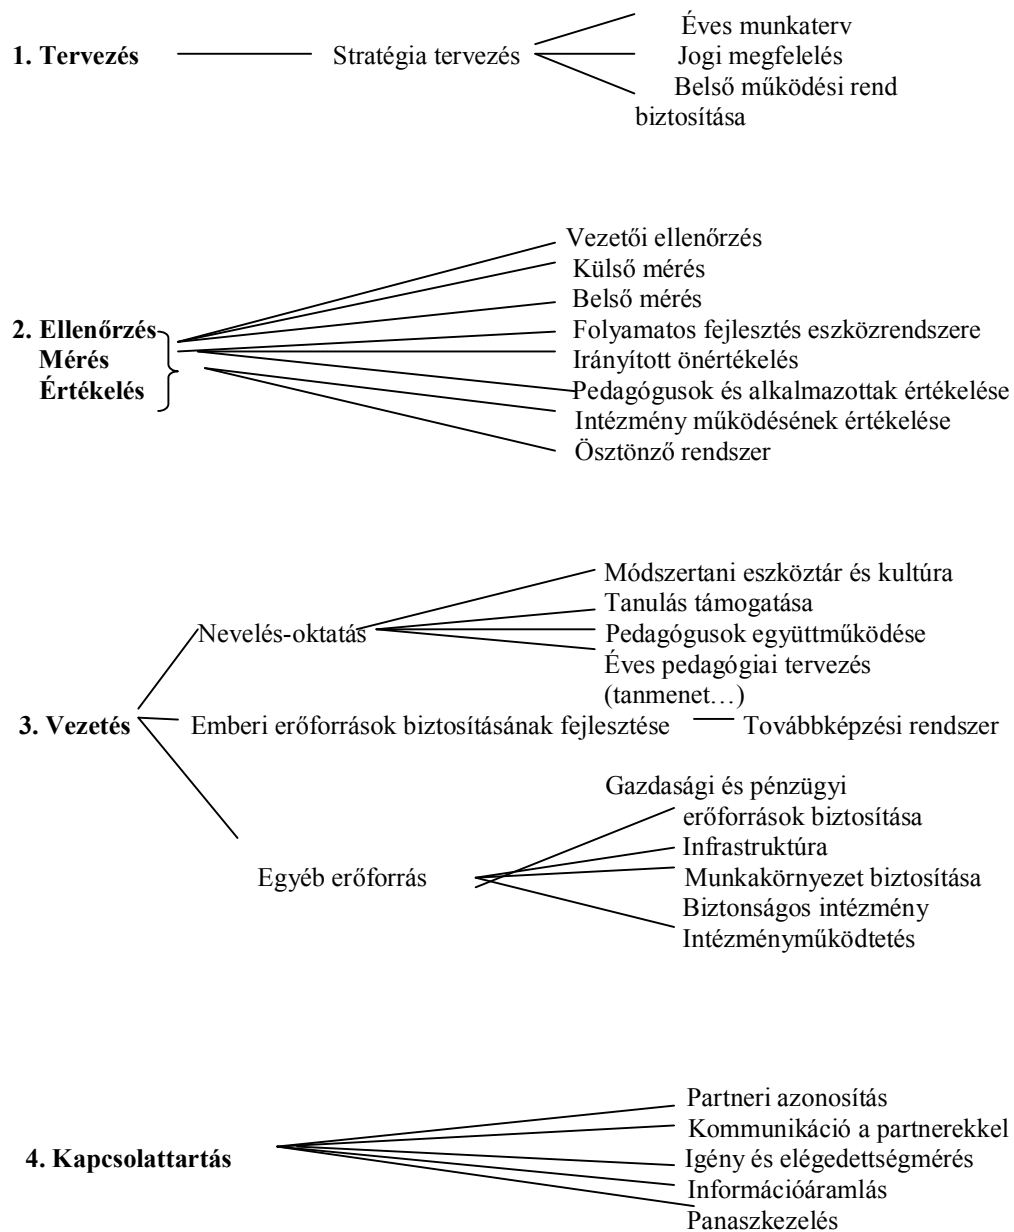 Éves munkaterv
1. Tervezés Stratégia tervezés Jogi megfelelés
Belső működési rend
biztosítása
Vezetői ellenőrzés
Külső mérés
Belső mérés
2. Ellenőrzés Folyamatos fejlesztés eszközrendszere
Mérés Irányított önértékelés
Értékelés Pedagógusok és alkalmazottak értékelése
Intézmény működésének értékelése
Ösztönző rendszer
Módszertani eszköztár és kultúra
Tanulás támogatása
Nevelés-oktatás Pedagógusok együttműködése
Éves pedagógiai tervezés
(tanmenet…)
3. Vezetés Emberi erőforrások biztosításának fejlesztése Továbbképzési rendszer
Gazdasági és pénzügyi
erőforrások biztosítása
Infrastruktúra
Egyéb erőforrás Munkakörnyezet biztosítása
Biztonságos intézmény
Intézményműködtetés
Partneri azonosítás
Kommunikáció a partnerekkel
4. Kapcsolattartás Igény és elégedettségmérés
Információáramlás
Panaszkezelés